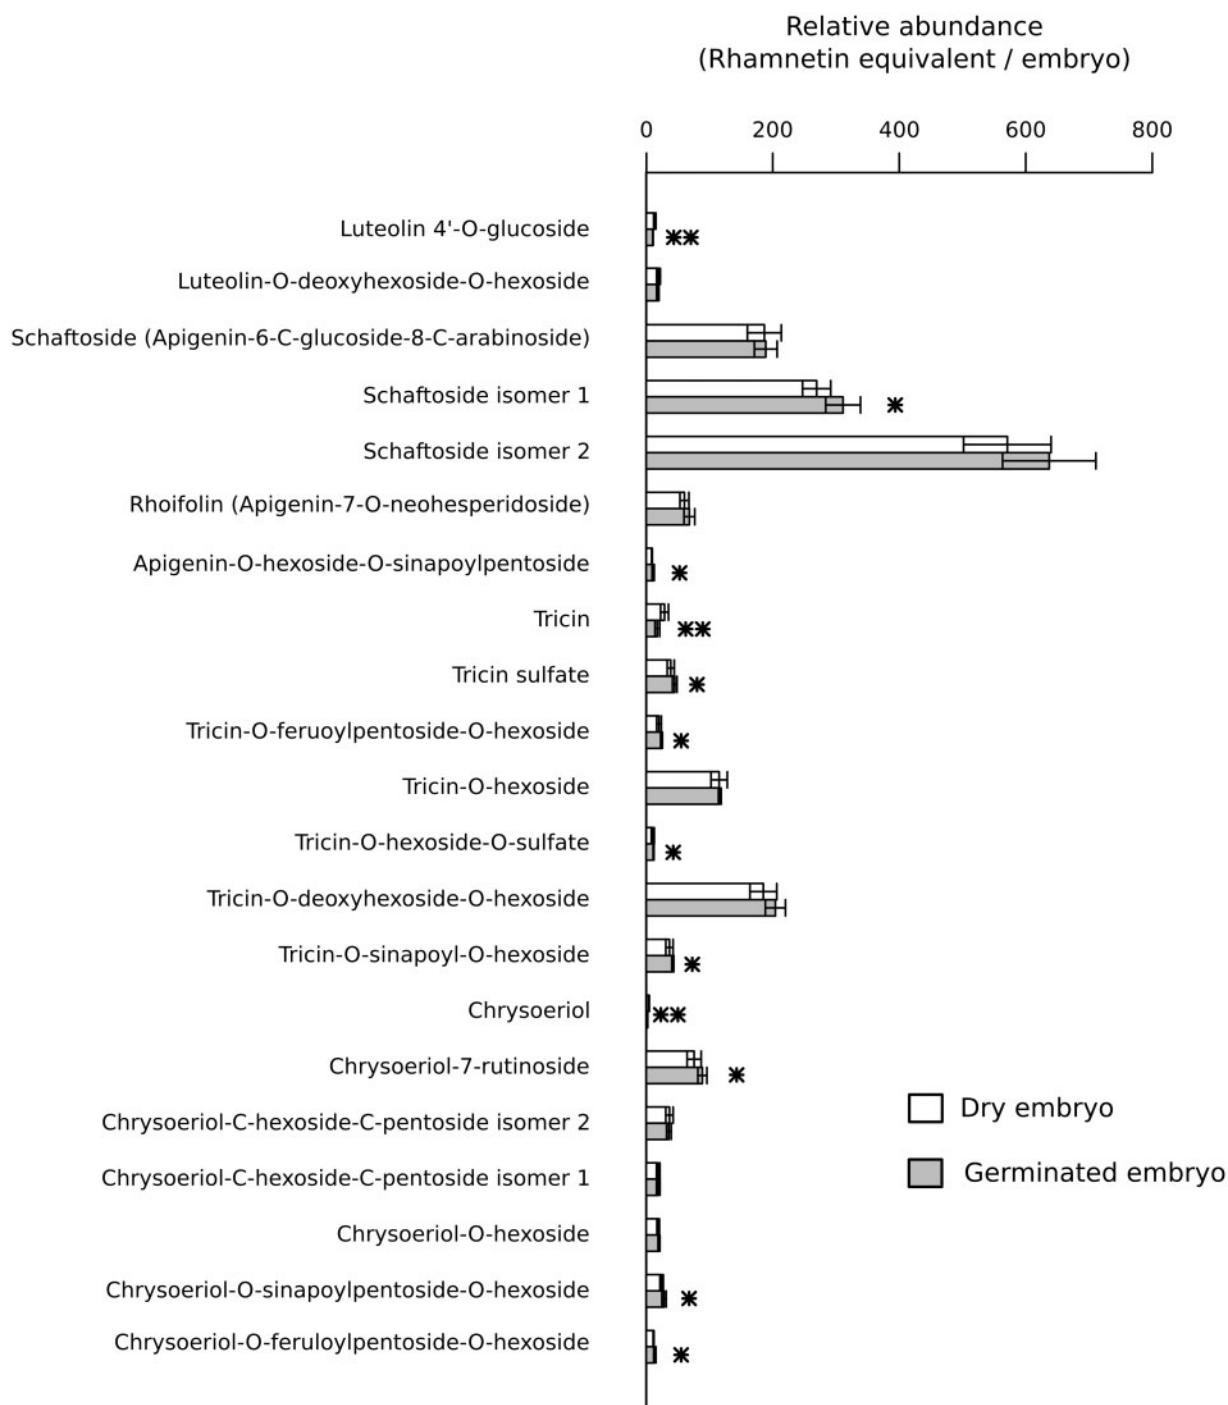 Relative abundance
(Rhamnetin equivalent / embryo)
0 200 400 600 800
Luteolin 4'-O-glucoside
✱✱
Luteolin-O-deoxyhexoside-O-hexoside
Schaftoside (Apigenin-6-C-glucoside-8-C-arabinoside)
Schaftoside isomer 1
✱
Schaftoside isomer 2
Rhoifolin (Apigenin-7-O-neohesperidoside)
Apigenin-O-hexoside-O-sinapoylpentoside
✱
Tricin
✱✱
Tricin sulfate
✱
Tricin-O-feruoylpentoside-O-hexoside
✱
Tricin-O-hexoside
Tricin-O-hexoside-O-sulfate
✱
Tricin-O-deoxyhexoside-O-hexoside
Tricin-O-sinapoyl-O-hexoside
✱
Chrysoeriol
✱✱
Chrysoeriol-7-rutinoside
✱
Dry embryo
Chrysoeriol-C-hexoside-C-pentoside isomer 2
Germinated embryo
Chrysoeriol-C-hexoside-C-pentoside isomer 1
Chrysoeriol-O-hexoside
Chrysoeriol-O-sinapoylpentoside-O-hexoside
✱
Chrysoeriol-O-feruloylpentoside-O-hexoside
✱